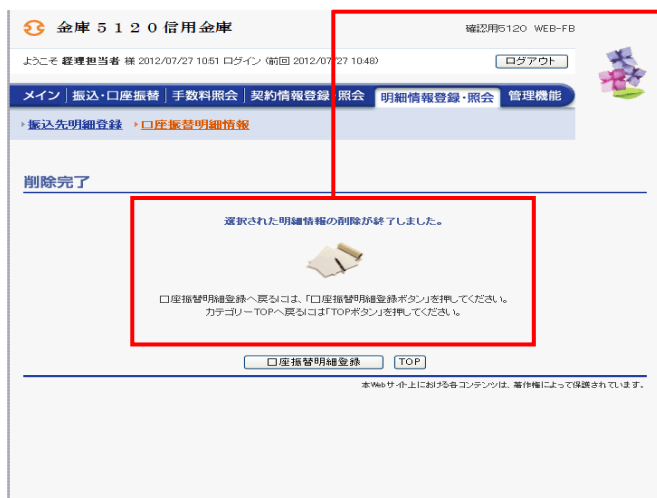 金庫５１２０信用金庫
確認用5120 WEB-FB
ようこそ 経理担当者 様 2012/07/27 10:51 ログイン (前回 2012/07/27 10:48)
ログアウト
メイン 振込・口座振替 手数料照会 契約情報登録・照会 明細情報登録・照会 管理機能
振込先明細登録 口座振替明細情報
削除完了
選択された明細情報の削除が終了しました。
口座振替明細登録へ戻るには、「口座振替明細登録ボタン」を押してください。
カテゴリーTOPへ戻るには「TOPボタン」を押してください。
口座振替明細登録 TOP
本Webサイト上における各コンテンツは、著作権によって保護されています。